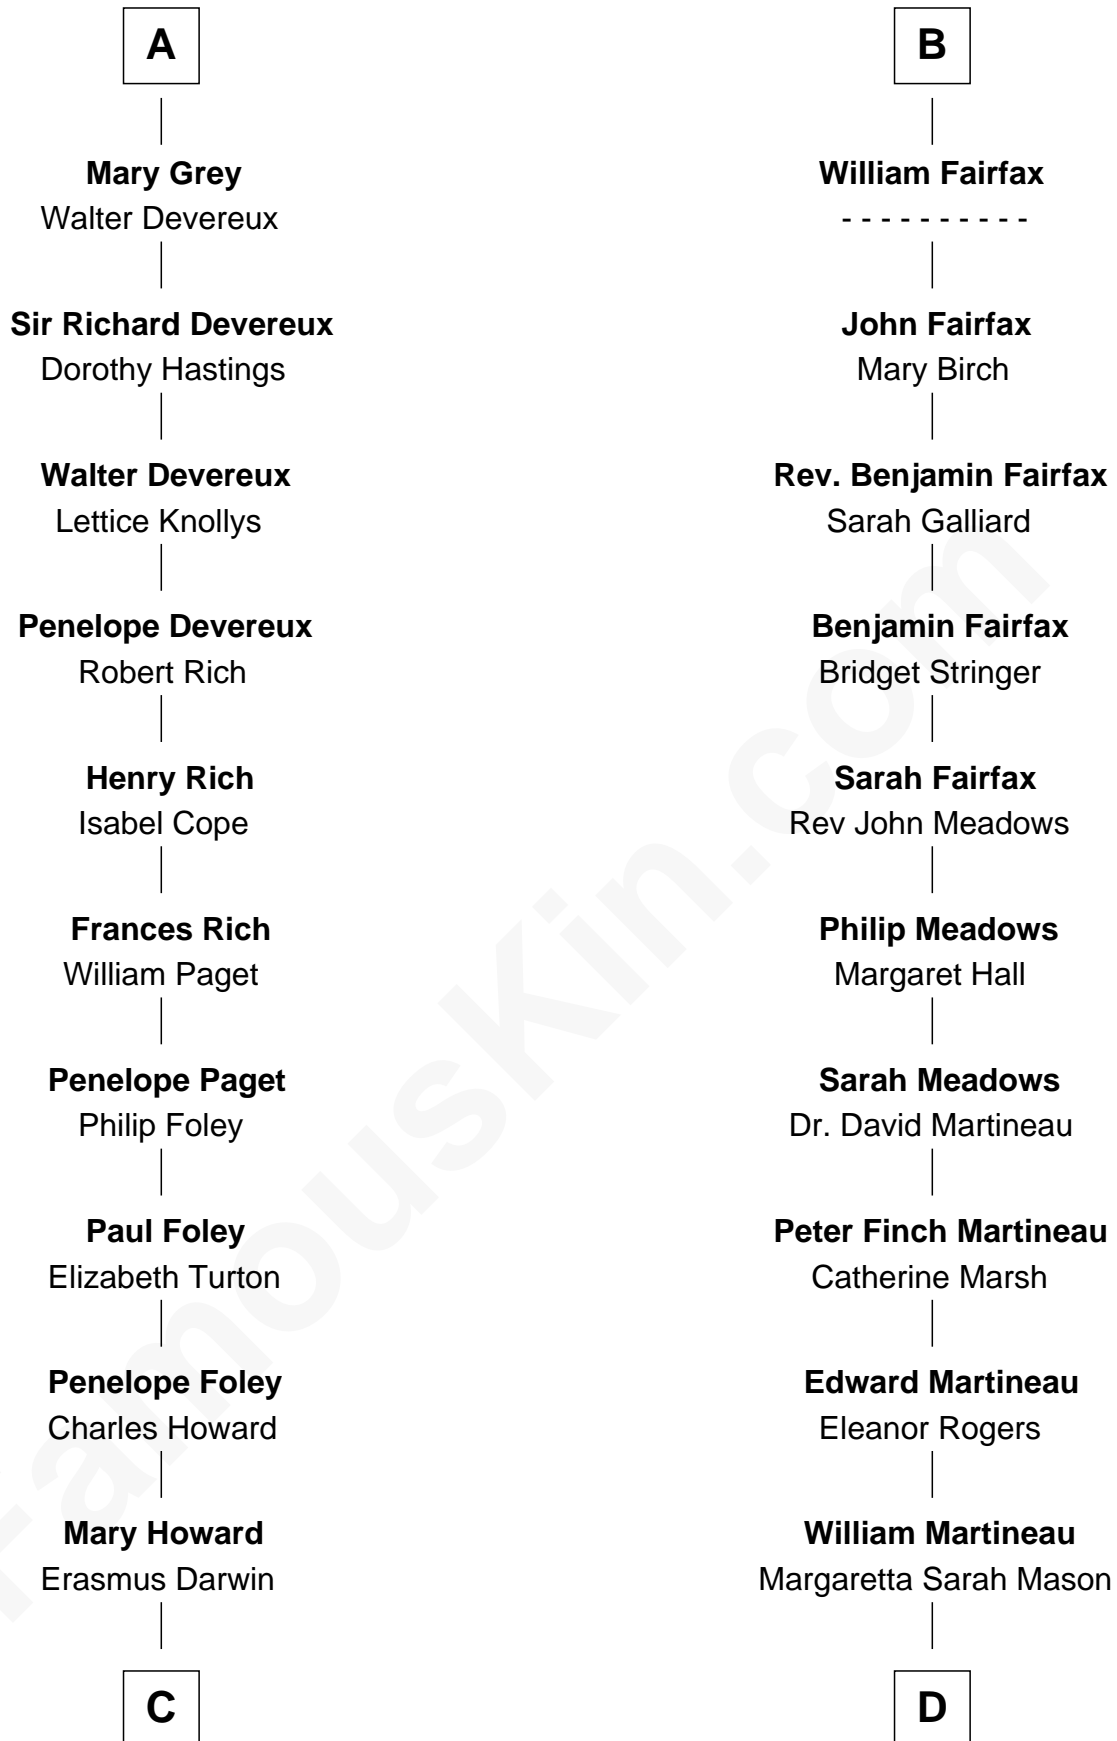 A
Mary Grey
Walter Devereux
Sir Richard Devereux
Dorothy Hastings
Walter Devereux
Lettice Knollys
Penelope Devereux
Robert Rich
Henry Rich
Isabel Cope
Frances Rich
William Paget
Penelope Paget
Philip Foley
Paul Foley
Elizabeth Turton
Penelope Foley
Charles Howard
Mary Howard
Erasmus Darwin
C
B
William Fairfax
- - - - - - - - - -
John Fairfax
Mary Birch
Rev. Benjamin Fairfax
Sarah Galliard
Benjamin Fairfax
Bridget Stringer
Sarah Fairfax
Rev John Meadows
Philip Meadows
Margaret Hall
Sarah Meadows
Dr. David Martineau
Peter Finch Martineau
Catherine Marsh
Edward Martineau
Eleanor Rogers
William Martineau
Margaretta Sarah Mason
D
FamousKin.com